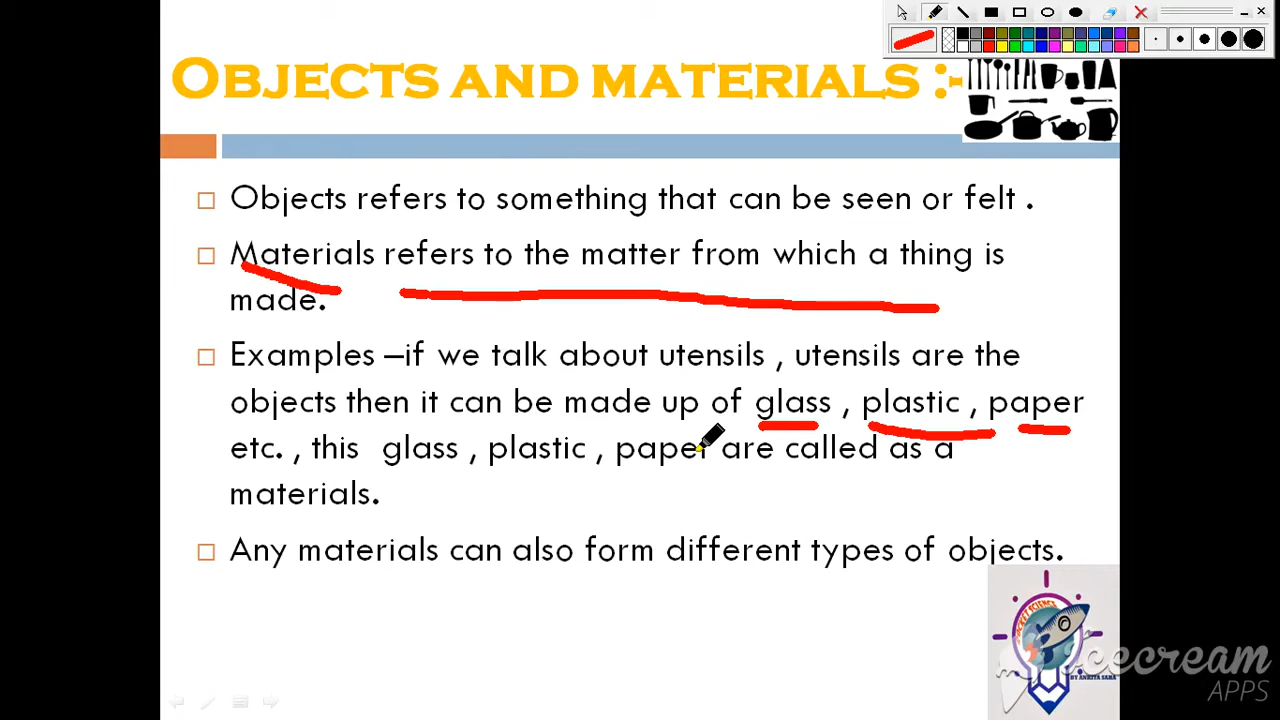 OBJECTS AND MATERIALS :-
Objects refers to something that can be seen or felt .
Materials refers to the matter from which a thing is
made.
Examples –if we talk about utensils , utensils are the
objects then it can be made up of glass , plastic , paper
etc. , this glass , plastic , paper are called as a
materials.
Any materials can also form different types of objects.
icecream
APPS
BY ANKITA SAHA